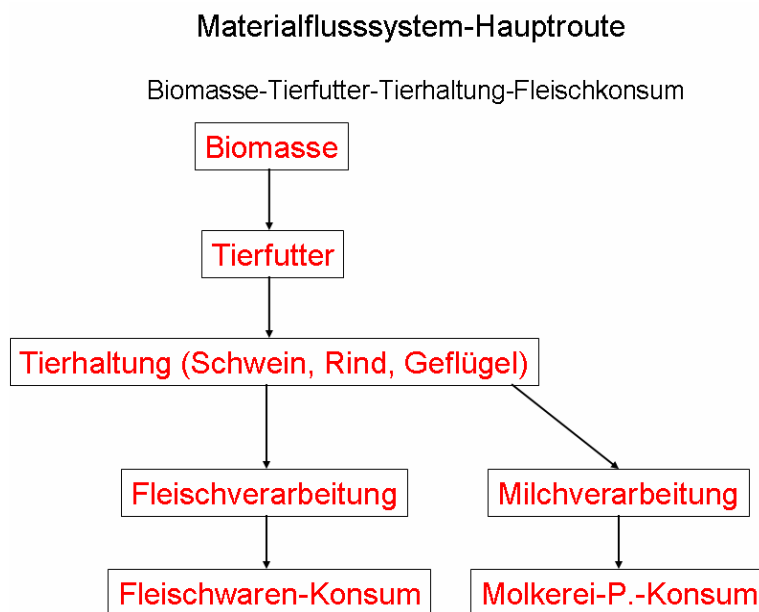 Materialflusssystem-Hauptroute
Biomasse-Tierfutter-Tierhaltung-Fleischkonsum
Biomasse
Tierfutter
Tierhaltung (Schwein, Rind, Geflügel)
Fleischverarbeitung
Milchverarbeitung
Fleischwaren-Konsum
Molkerei-P.-Konsum